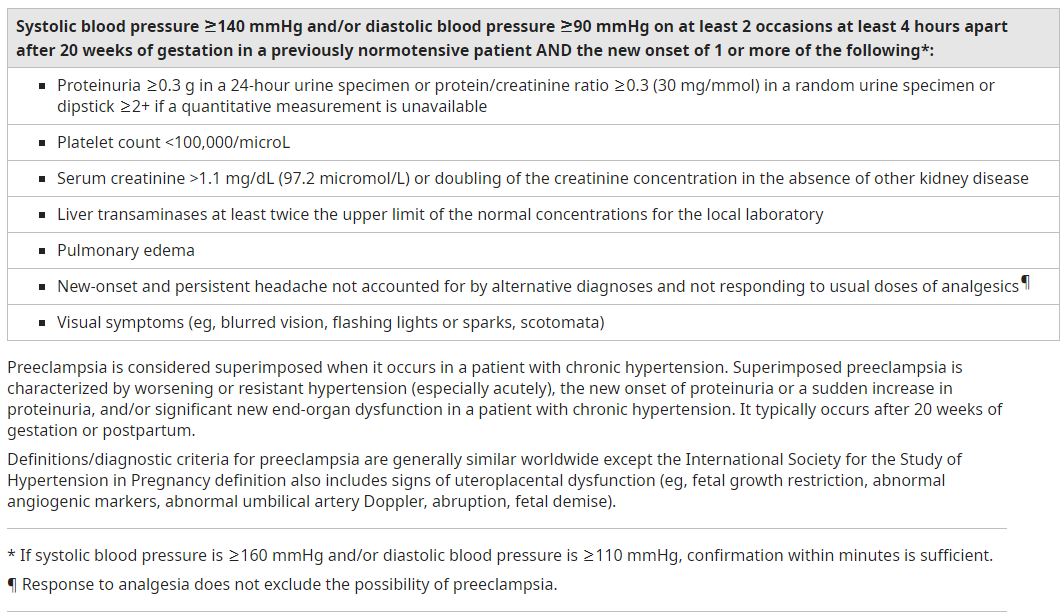 Systolic blood pressure ≥140 mmHg and/or diastolic blood pressure ≥90 mmHg on at least 2 occasions at least 4 hours apart
after 20 weeks of gestation in a previously normotensive patient AND the new onset of 1 or more of the following*:
▪ Proteinuria ≥0.3 g in a 24-hour urine specimen or protein/creatinine ratio ≥0.3 (30 mg/mmol) in a random urine specimen or
dipstick ≥2+ if a quantitative measurement is unavailable
▪ Platelet count <100,000/microL
▪ Serum creatinine >1.1 mg/dL (97.2 micromol/L) or doubling of the creatinine concentration in the absence of other kidney disease
▪ Liver transaminases at least twice the upper limit of the normal concentrations for the local laboratory
▪ Pulmonary edema
▪ New-onset and persistent headache not accounted for by alternative diagnoses and not responding to usual doses of analgesics¶
▪ Visual symptoms (eg, blurred vision, flashing lights or sparks, scotomata)
Preeclampsia is considered superimposed when it occurs in a patient with chronic hypertension. Superimposed preeclampsia is
characterized by worsening or resistant hypertension (especially acutely), the new onset of proteinuria or a sudden increase in
proteinuria, and/or significant new end-organ dysfunction in a patient with chronic hypertension. It typically occurs after 20 weeks of
gestation or postpartum.
Definitions/diagnostic criteria for preeclampsia are generally similar worldwide except the International Society for the Study of
Hypertension in Pregnancy definition also includes signs of uteroplacental dysfunction (eg, fetal growth restriction, abnormal
angiogenic markers, abnormal umbilical artery Doppler, abruption, fetal demise).
* If systolic blood pressure is ≥160 mmHg and/or diastolic blood pressure is ≥110 mmHg, confirmation within minutes is sufficient.
¶ Response to analgesia does not exclude the possibility of preeclampsia.